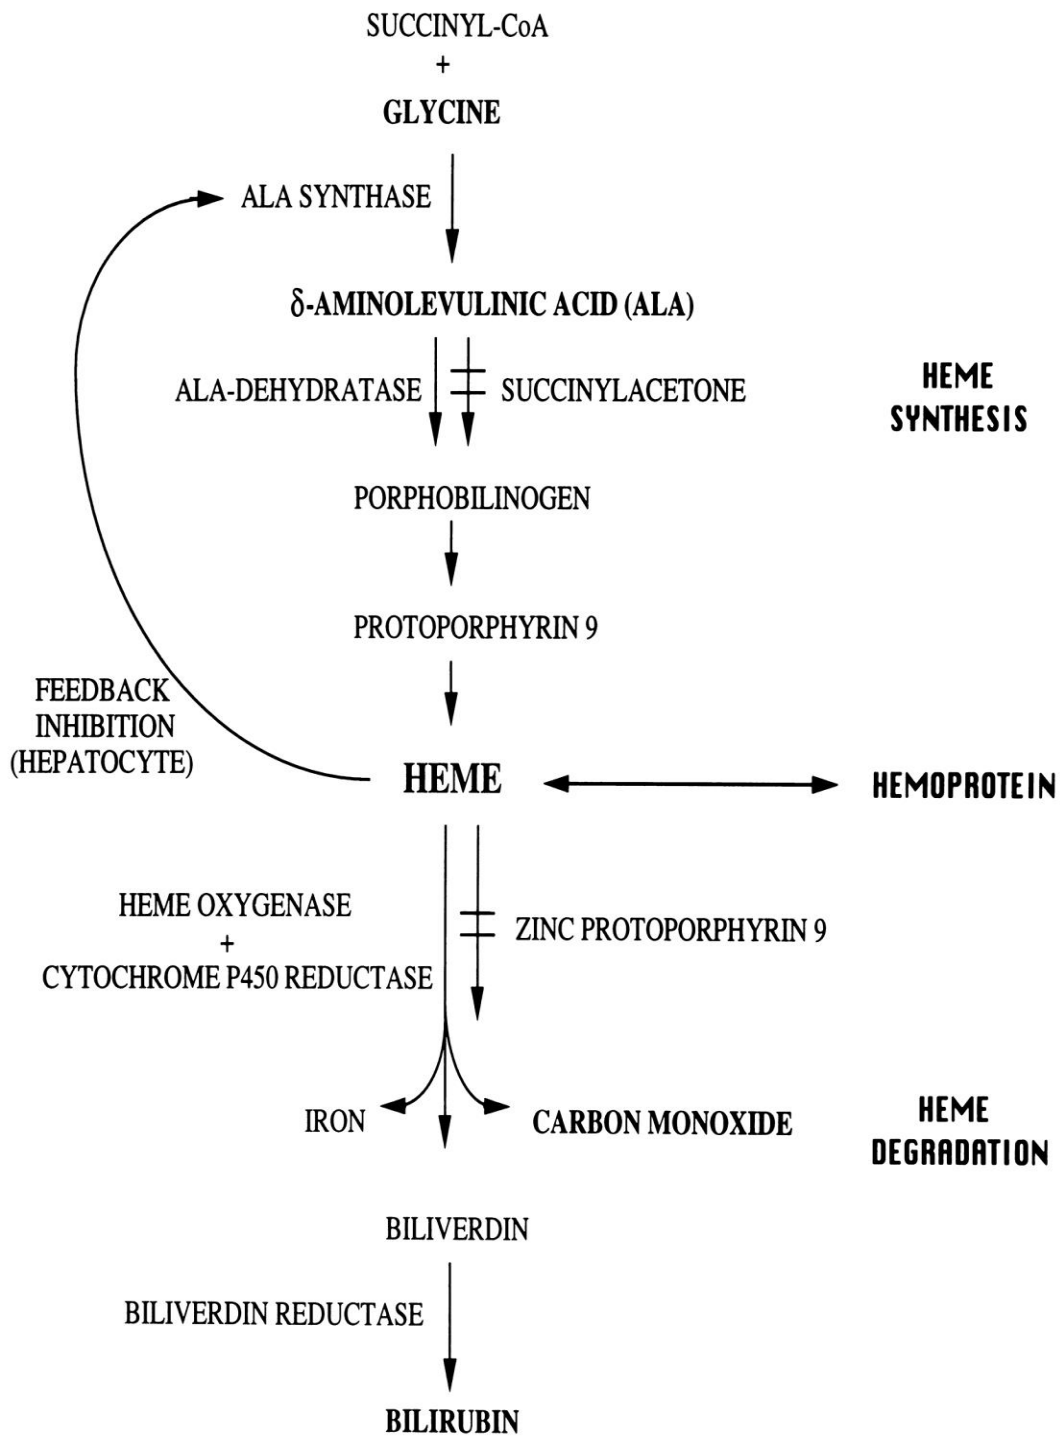 SUCCINYL-CoA
+
GLYCINE
ALA SYNTHASE
δ-AMINOLEVULINIC ACID (ALA)
ALA-DEHYDRATASE
SUCCINYLACETONE
HEME
SYNTHESIS
PORPHOBILINOGEN
PROTOPORPHYRIN 9
FEEDBACK
INHIBITION
(HEPATOCYTE)
HEME
HEMOPROTEIN
HEME OXYGENASE
+
CYTOCHROME P450 REDUCTASE
ZINC PROTOPORPHYRIN 9
IRON
CARBON MONOXIDE
HEME
DEGRADATION
BILIVERDIN
BILIVERDIN REDUCTASE
BILIRUBIN